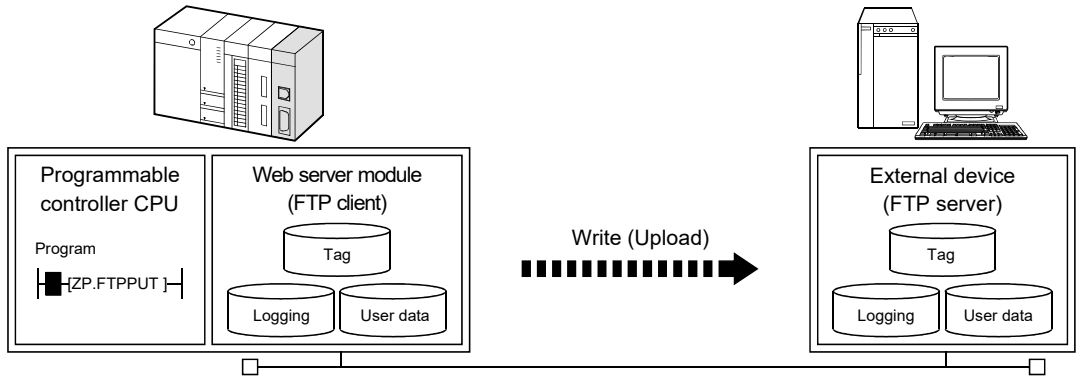 Programmable
controller CPU
Program
[ZP.FTPPUT ]
Web server module
(FTP client)
Tag
Logging
User data
Write (Upload)
External device
(FTP server)
Tag
Logging
User data